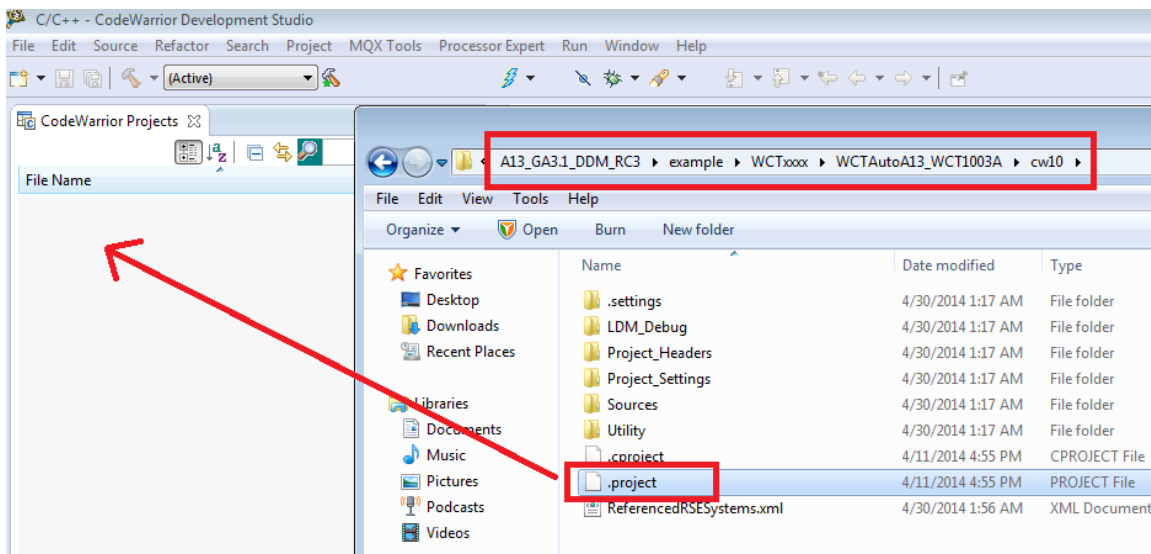 C/C++ - CodeWarrior Development Studio
File Edit Source Refactor Search Project MQX Tools Processor Expert Run Window Help
(Active)
CodeWarrior Projects
File Name
A13_GA3.1_DDM_RC3 example WCTxxxx WCTAutoA13_WCT1003A cw10
File Edit View Tools Help
Organize Open Burn New folder
Favorites
Desktop
Downloads
Recent Places
Libraries
Documents
Music
Pictures
Podcasts
Videos
Name Date modified Type
.settings 4/30/2014 1:17 AM File folder
LDM_Debug 4/30/2014 1:17 AM File folder
Project_Headers 4/30/2014 1:17 AM File folder
Project_Settings 4/30/2014 1:17 AM File folder
Sources 4/30/2014 1:17 AM File folder
Utility 4/30/2014 1:17 AM File folder
.cproject 4/11/2014 4:55 PM CPROJECT File
.project 4/11/2014 4:55 PM PROJECT File
ReferencedRSESystems.xml 4/30/2014 1:56 AM XML Document